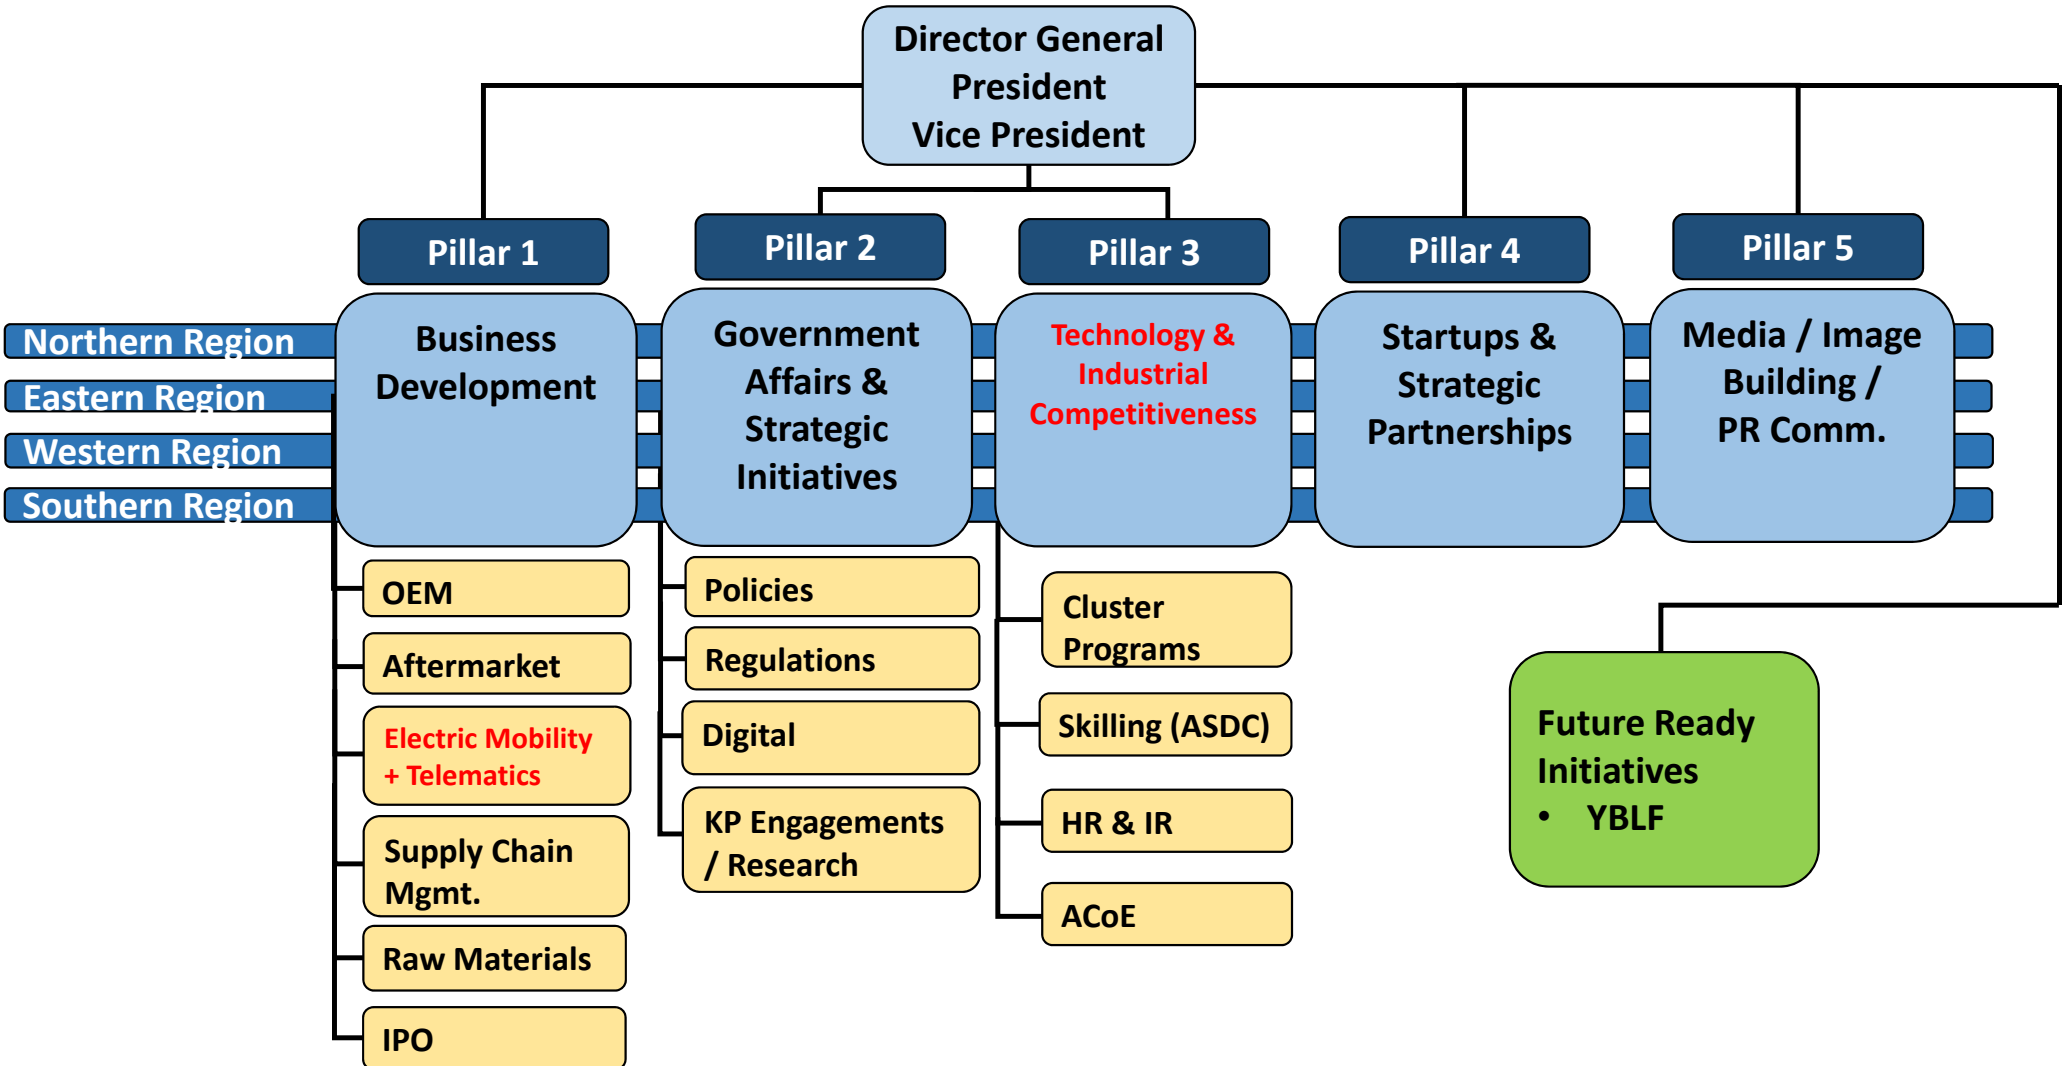 Director General
President
Vice President
Pillar 1
Pillar 2
Pillar 3
Pillar 4
Pillar 5
Northern Region
Eastern Region
Western Region
Southern Region
Business
Development
Government
Affairs &
Strategic
Initiatives
Technology &
Industrial
Competitiveness
Startups &
Strategic
Partnerships
Media / Image
Building /
PR Comm.
OEM
Aftermarket
Electric Mobility
+ Telematics
Supply Chain
Mgmt.
Raw Materials
IPO
Policies
Regulations
Digital
KP Engagements
/ Research
Cluster
Programs
Skilling (ASDC)
HR & IR
ACoE
Future Ready
Initiatives
• YBLF